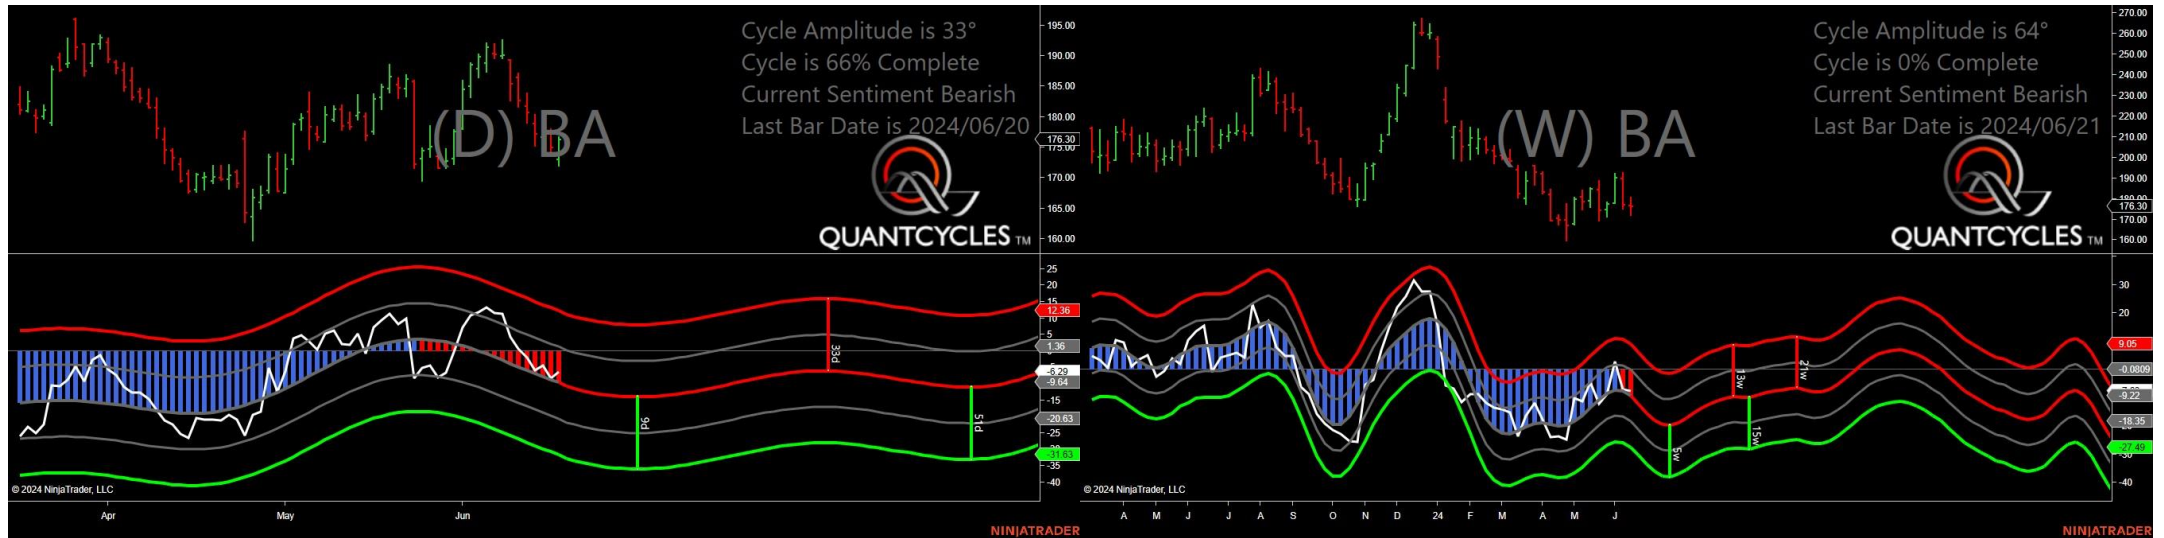 Cycle Amplitude is 33°
Cycle is 66% Complete
Current Sentiment Bearish
Last Bar Date is 2024/06/20
(D) BA
QUANTCYCLES TM
195.00
190.00
185.00
180.00
176.30
175.00
170.00
165.00
160.00
25
20
15
12.36
10
5
1.36
-6.29
-9.64
-15
-20.63
-25
-31.63
-35
-40
9d
33d
51d
© 2024 NinjaTrader, LLC
Apr May Jun
NINJATRADER
Cycle Amplitude is 64°
Cycle is 0% Complete
Current Sentiment Bearish
Last Bar Date is 2024/06/21
(W) BA
QUANTCYCLES TM
270.00
260.00
250.00
240.00
230.00
220.00
210.00
200.00
190.00
180.00
176.30
170.00
160.00
30
20
9.05
-0.0809
-9.22
-18.35
-27.49
-30
-40
5w
13w
15w
21w
© 2024 NinjaTrader, LLC
A M J J A S O N D 24 F M A M J
NINJATRADER